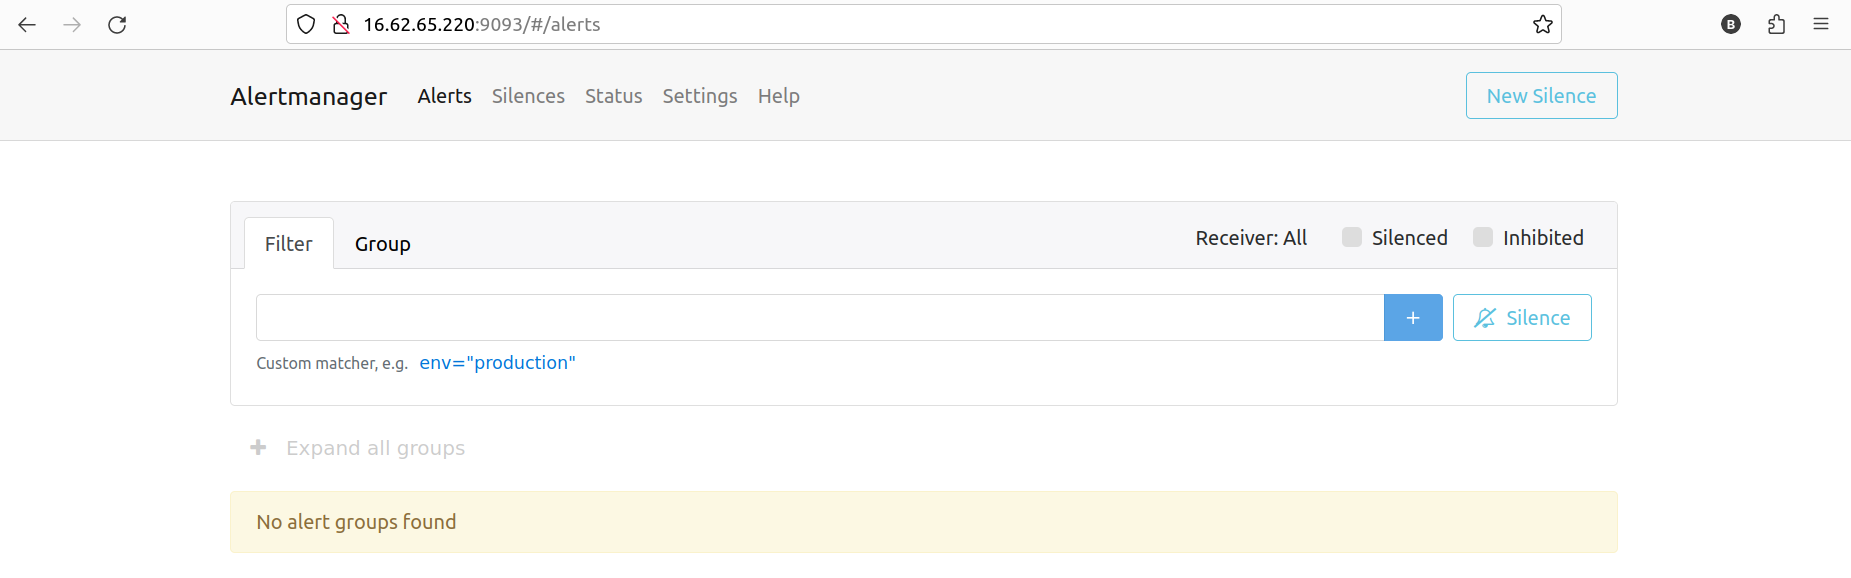 16.62.65.220:9093/#/alerts
B
Alertmanager Alerts Silences Status Settings Help New Silence
Filter Group Receiver: All Silenced Inhibited
+ Silence
Custom matcher, e.g. env="production"
+ Expand all groups
No alert groups found